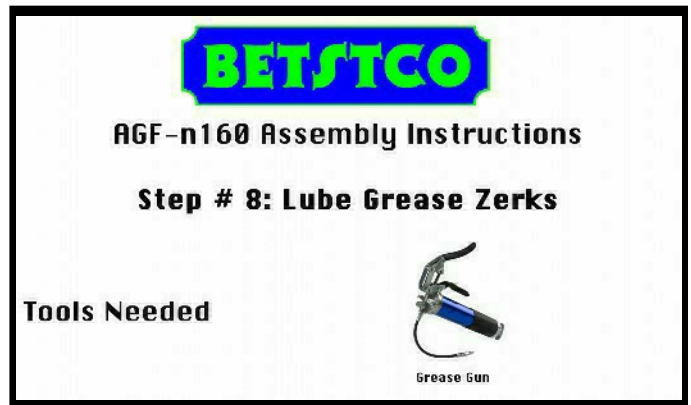 BETSTCO
AGF-n160 Assembly Instructions
Step # 8: Lube Grease Zerks
Tools Needed
Grease Gun